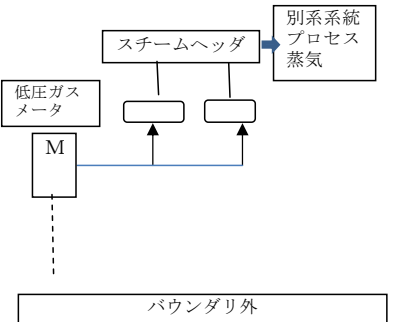 別系系統
プロセス
蒸気
スチームヘッダ
低圧ガス
メータ
M
バウンダリ外